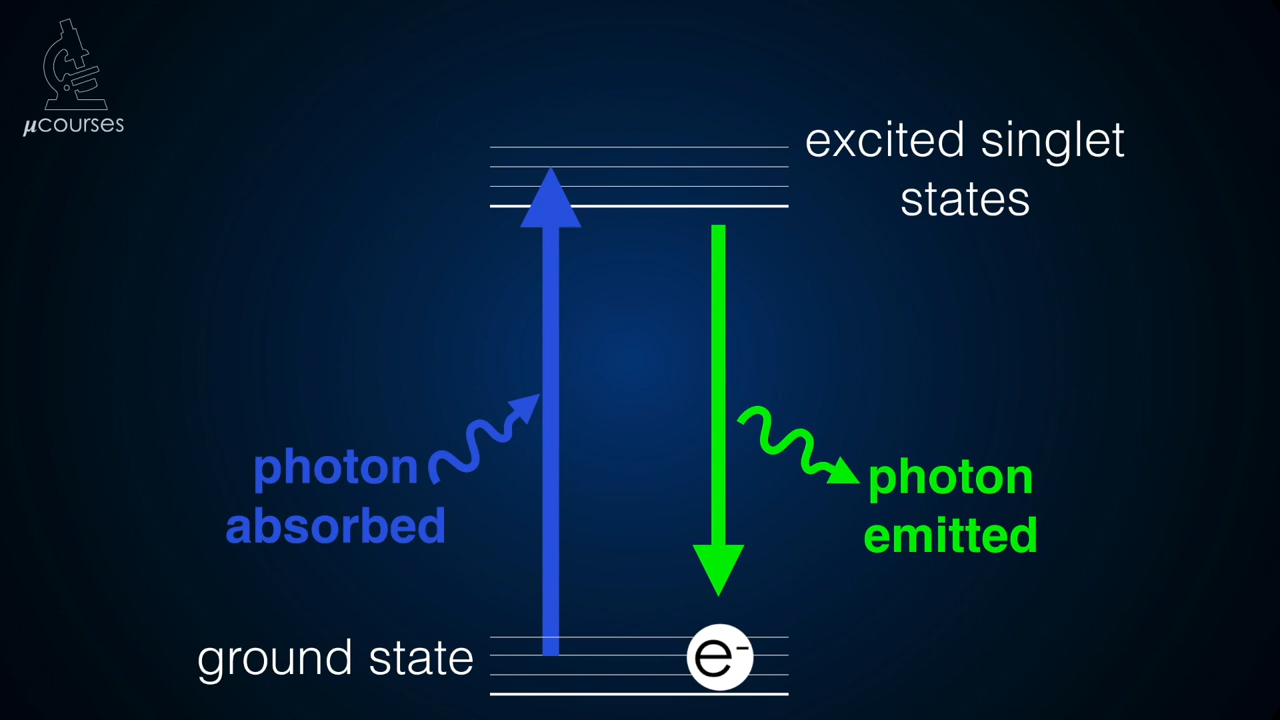 μcourses
excited singlet
states
photon
absorbed
photon
emitted
ground state
e⁻